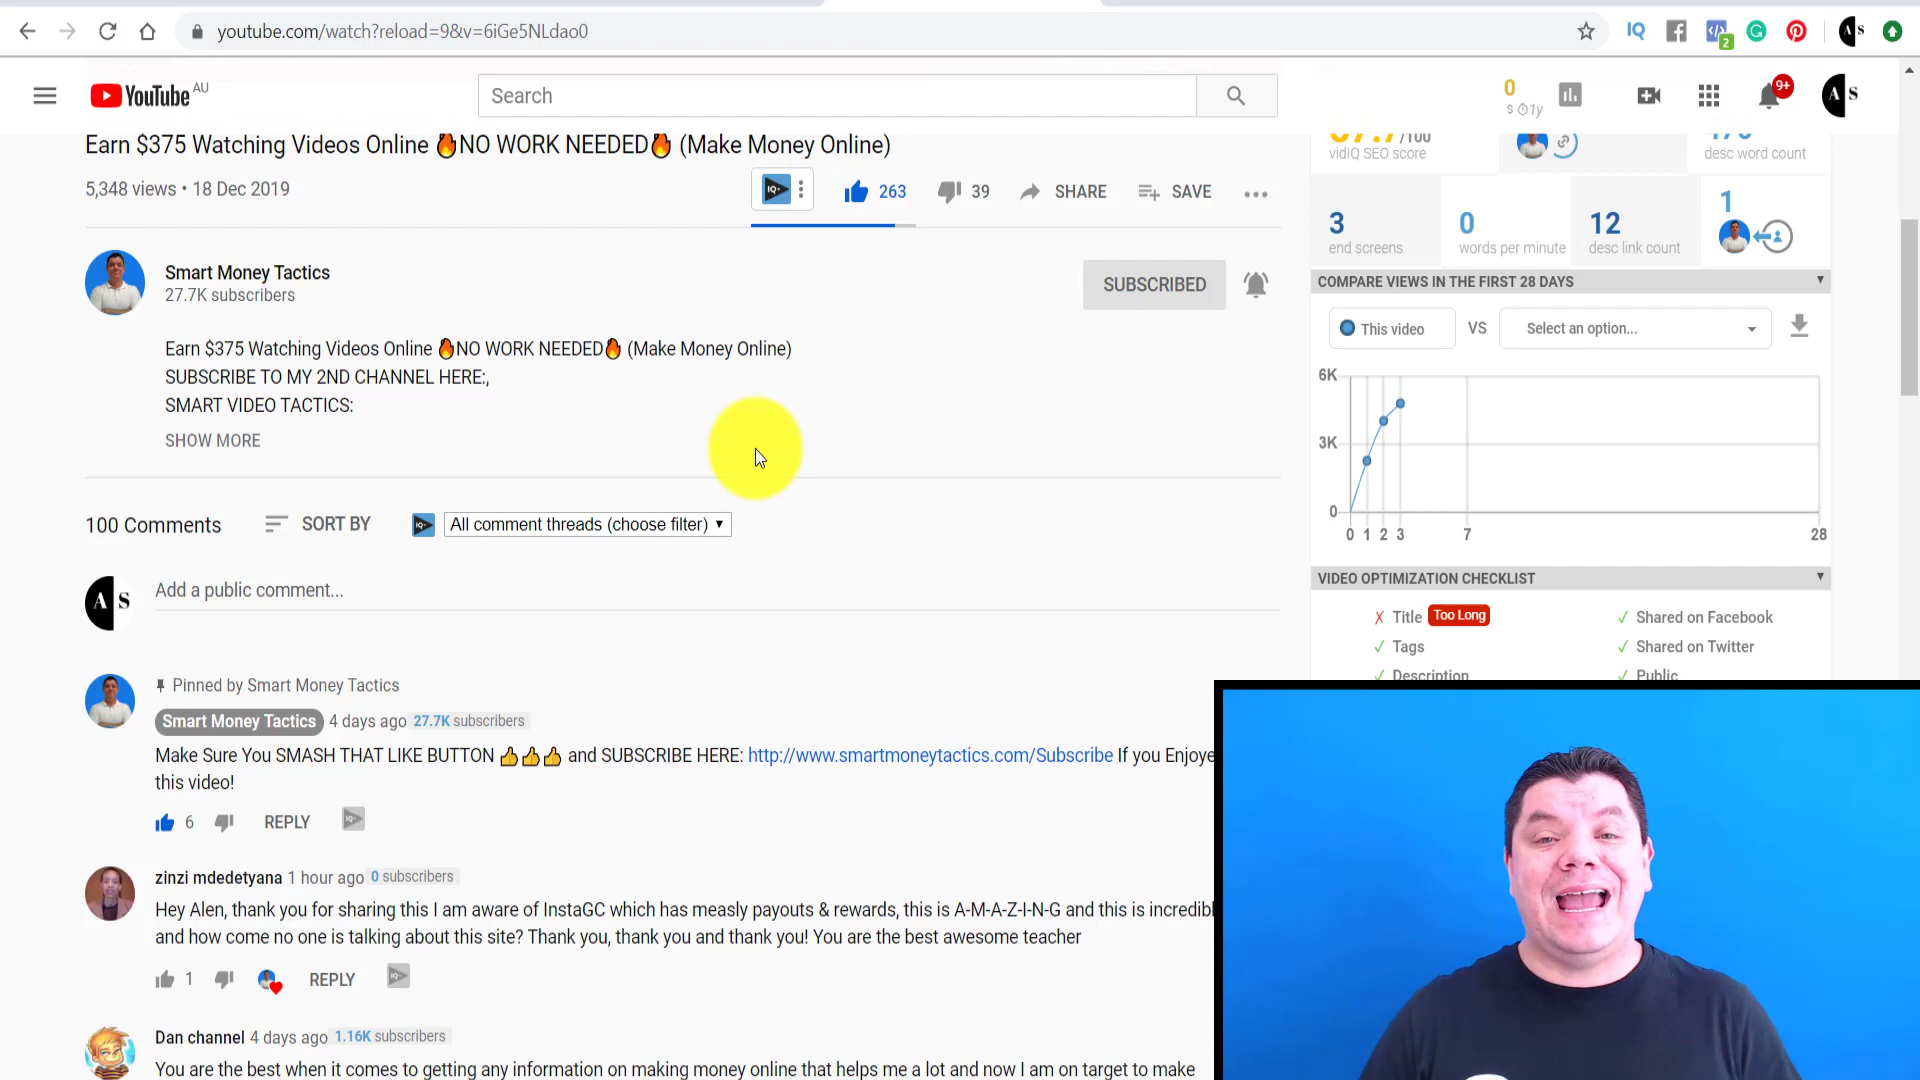 youtube.com/watch?reload=9&v=6iGe5NLdao0
IQ
2
A S
YouTube AU
Search
0
$ 1y
9+
A S
Earn $375 Watching Videos Online 🔥NO WORK NEEDED🔥 (Make Money Online)
5,348 views • 18 Dec 2019
IQ
263
39
SHARE
SAVE
/100
vidIQ SEO score
desc word count
3
end screens
0
words per minute
12
desc link count
1
Smart Money Tactics
27.7K subscribers
SUBSCRIBED
Earn $375 Watching Videos Online 🔥NO WORK NEEDED🔥 (Make Money Online)
SUBSCRIBE TO MY 2ND CHANNEL HERE:,
SMART VIDEO TACTICS:
SHOW MORE
COMPARE VIEWS IN THE FIRST 28 DAYS
This video
VS
Select an option...
6K
3K
0
0 1 2 3 7 28
100 Comments
SORT BY
All comment threads (choose filter)
A S
Add a public comment...
VIDEO OPTIMIZATION CHECKLIST
✗ Title Too Long
✓ Shared on Facebook
✓ Tags
✓ Shared on Twitter
✓ Description
✓ Public
Pinned by Smart Money Tactics
Smart Money Tactics 4 days ago 27.7K subscribers
Make Sure You SMASH THAT LIKE BUTTON 👍👍👍 and SUBSCRIBE HERE: http://www.smartmoneytactics.com/Subscribe If you Enjoye
this video!
6
REPLY
zinzi mdedetyana 1 hour ago 0 subscribers
Hey Alen, thank you for sharing this I am aware of InstaGC which has measly payouts & rewards, this is A-M-A-Z-I-N-G and this is incredibl
and how come no one is talking about this site? Thank you, thank you and thank you! You are the best awesome teacher
1
REPLY
Dan channel 4 days ago 1.16K subscribers
You are the best when it comes to getting any information on making money online that helps me a lot and now I am on target to make